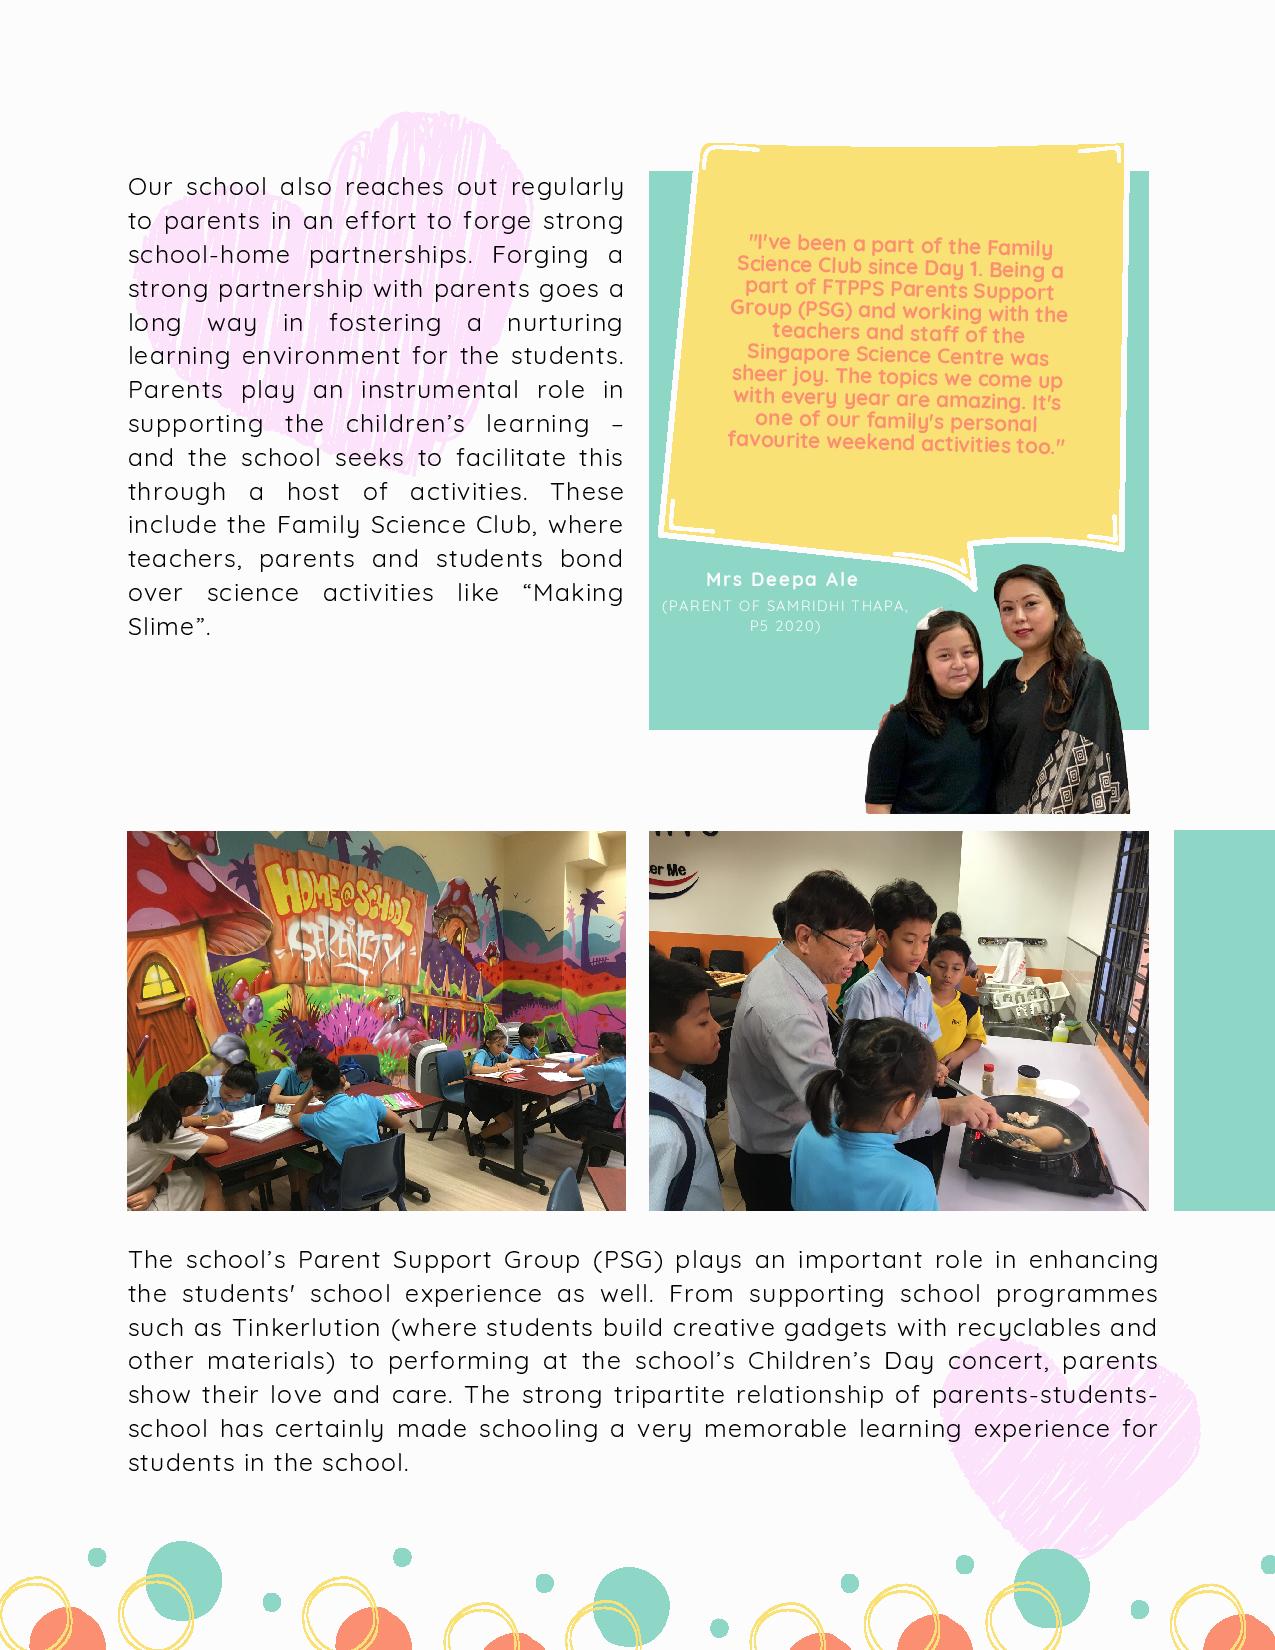 Our school also reaches out regularly
to parents in an effort to forge strong
school-home partnerships. Forging a
strong partnership with parents goes a
long way in fostering a nurturing
learning environment for the students.
Parents play an instrumental role in
supporting the children’s learning –
and the school seeks to facilitate this
through a host of activities. These
include the Family Science Club, where
teachers, parents and students bond
over science activities like “Making
Slime”.
"I've been a part of the Family
Science Club since Day 1. Being a
part of FTPPS Parents Support
Group (PSG) and working with the
teachers and staff of the
Singapore Science Centre was
sheer joy. The topics we come up
with every year are amazing. It's
one of our family's personal
favourite weekend activities too."
Mrs Deepa Ale
(PARENT OF SAMRIDHI THAPA,
P5 2020)
HOME@SCHOOL
SERENITY
er Me
The school’s Parent Support Group (PSG) plays an important role in enhancing
the students' school experience as well. From supporting school programmes
such as Tinkerlution (where students build creative gadgets with recyclables and
other materials) to performing at the school’s Children’s Day concert, parents
show their love and care. The strong tripartite relationship of parents-students-
school has certainly made schooling a very memorable learning experience for
students in the school.